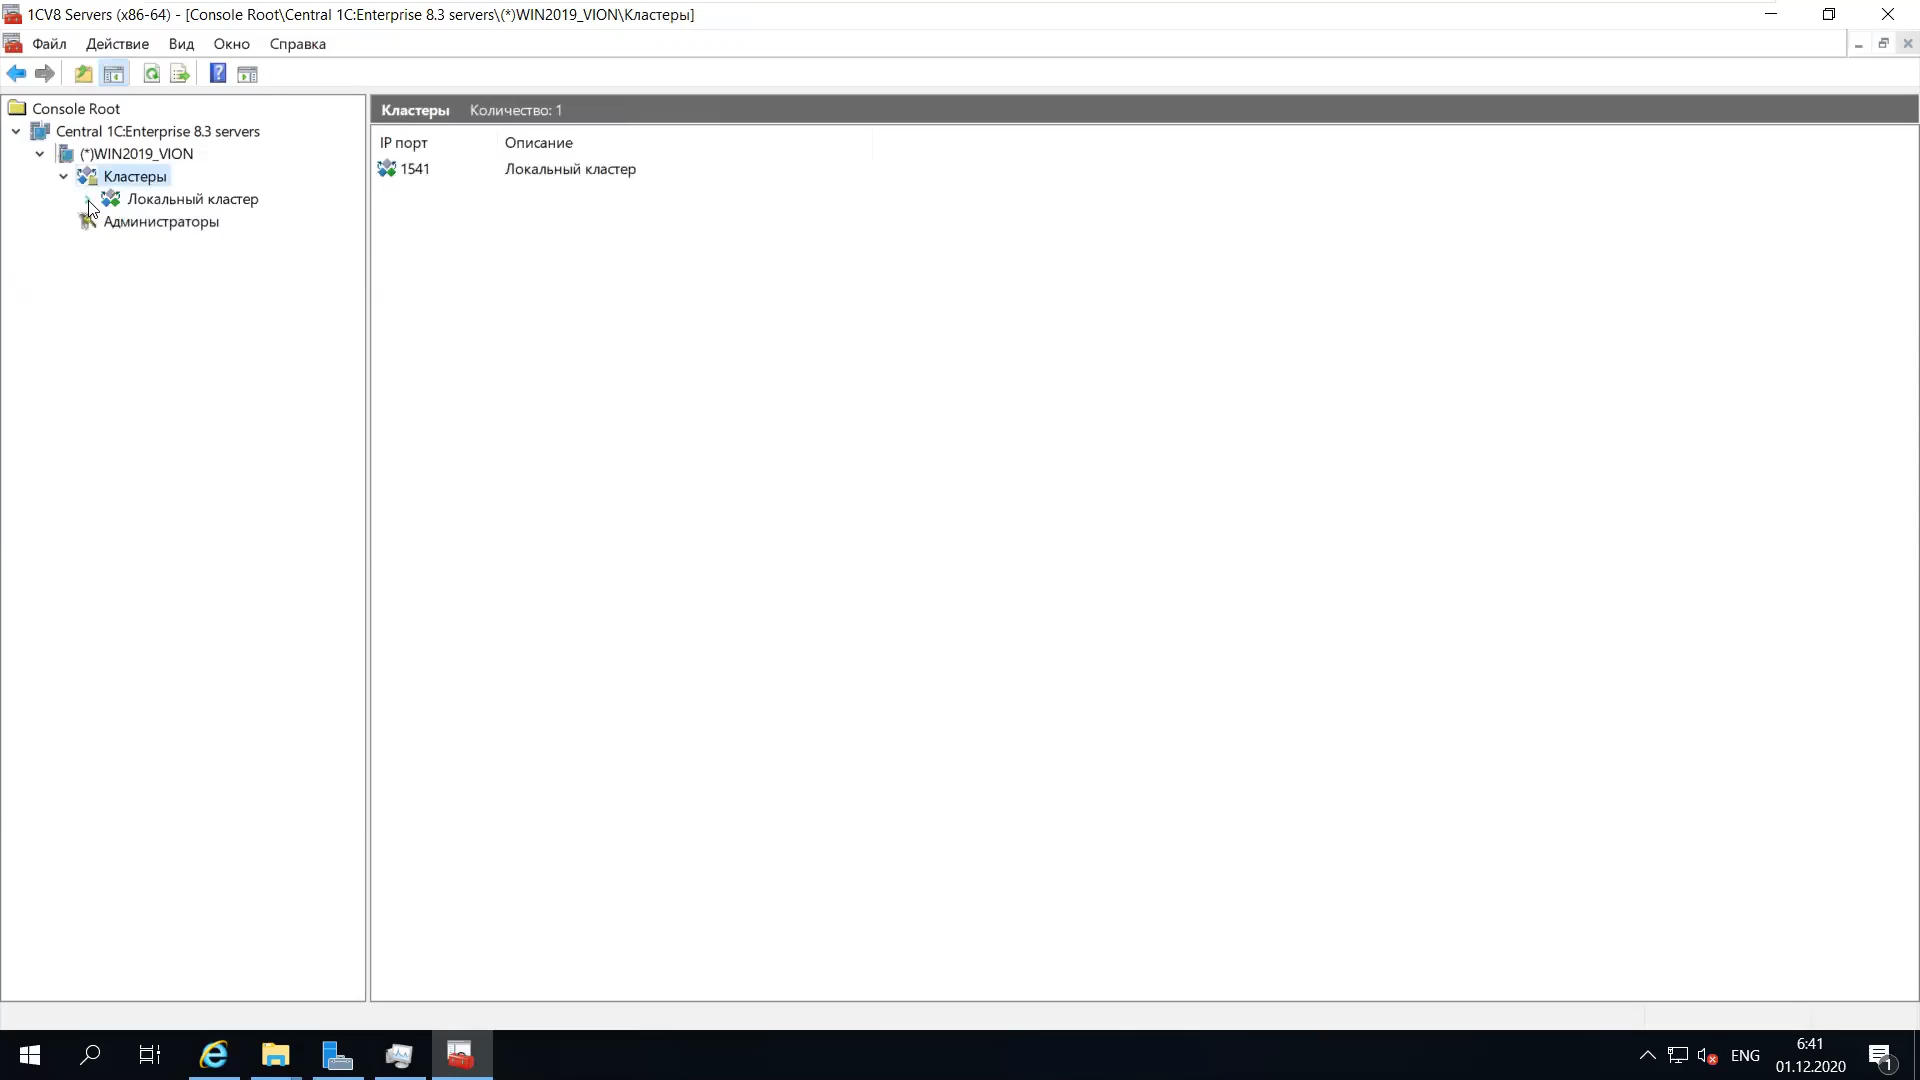 1CV8 Servers (x86-64) - [Console Root\Central 1C:Enterprise 8.3 servers\(*)WIN2019_VION\Кластеры]
Файл Действие Вид Окно Справка
Console Root
Central 1C:Enterprise 8.3 servers
(*)WIN2019_VION
Кластеры
Локальный кластер
Администраторы
Кластеры Количество: 1
IP порт Описание
1541 Локальный кластер
ENG
6:41
01.12.2020
1